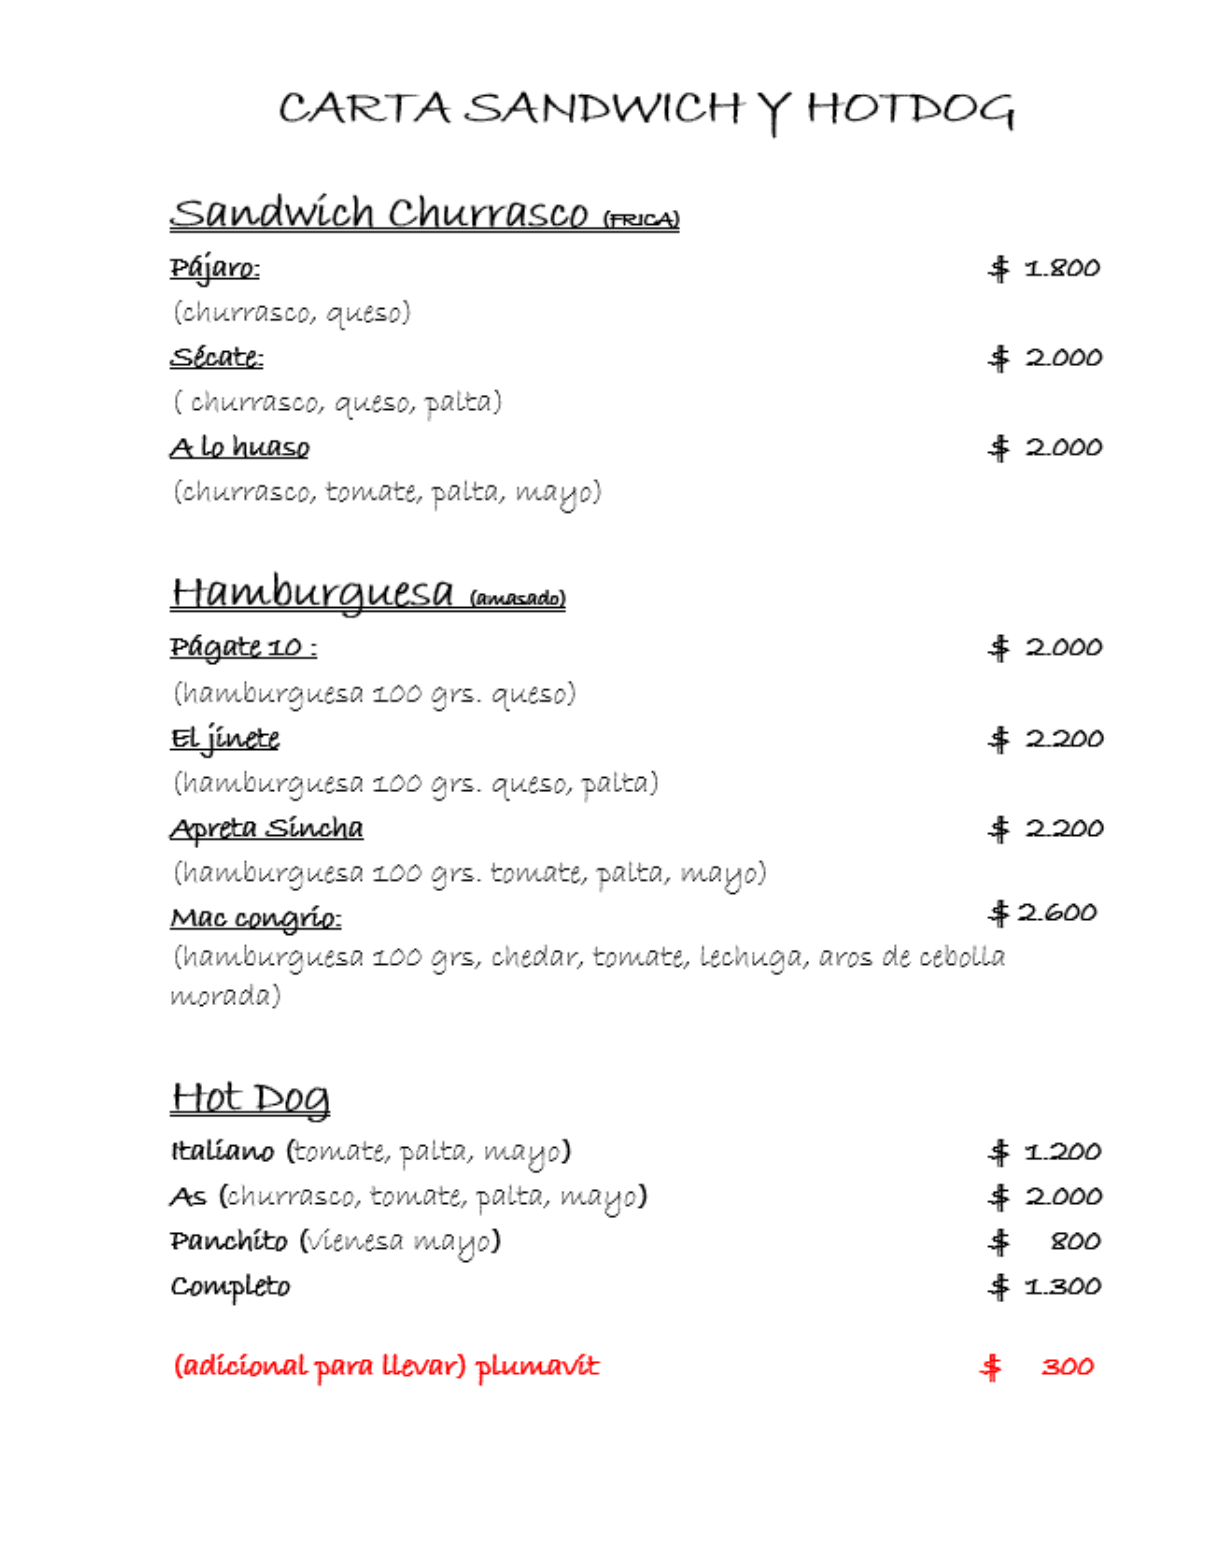 CARTA SANDWICH Y HOTDOG
Sandwich Churrasco (FRICA)
Pájaro: $ 1.800
(churrasco, queso)
Sécate: $ 2.000
( churrasco, queso, palta)
A lo huaso $ 2.000
(churrasco, tomate, palta, mayo)
Hamburguesa (amasado)
Págate 10 : $ 2.000
(hamburguesa 100 grs. queso)
El jinete $ 2.200
(hamburguesa 100 grs. queso, palta)
Apreta Sincha $ 2.200
(hamburguesa 100 grs. tomate, palta, mayo)
Mac congrio: $ 2.600
(hamburguesa 100 grs, chedar, tomate, lechuga, aros de cebolla
morada)
Hot Dog
Italiano (tomate, palta, mayo) $ 1.200
As (churrasco, tomate, palta, mayo) $ 2.000
Panchito (vienesa mayo) $ 800
Completo $ 1.300
(adicional para llevar) plumavit $ 300